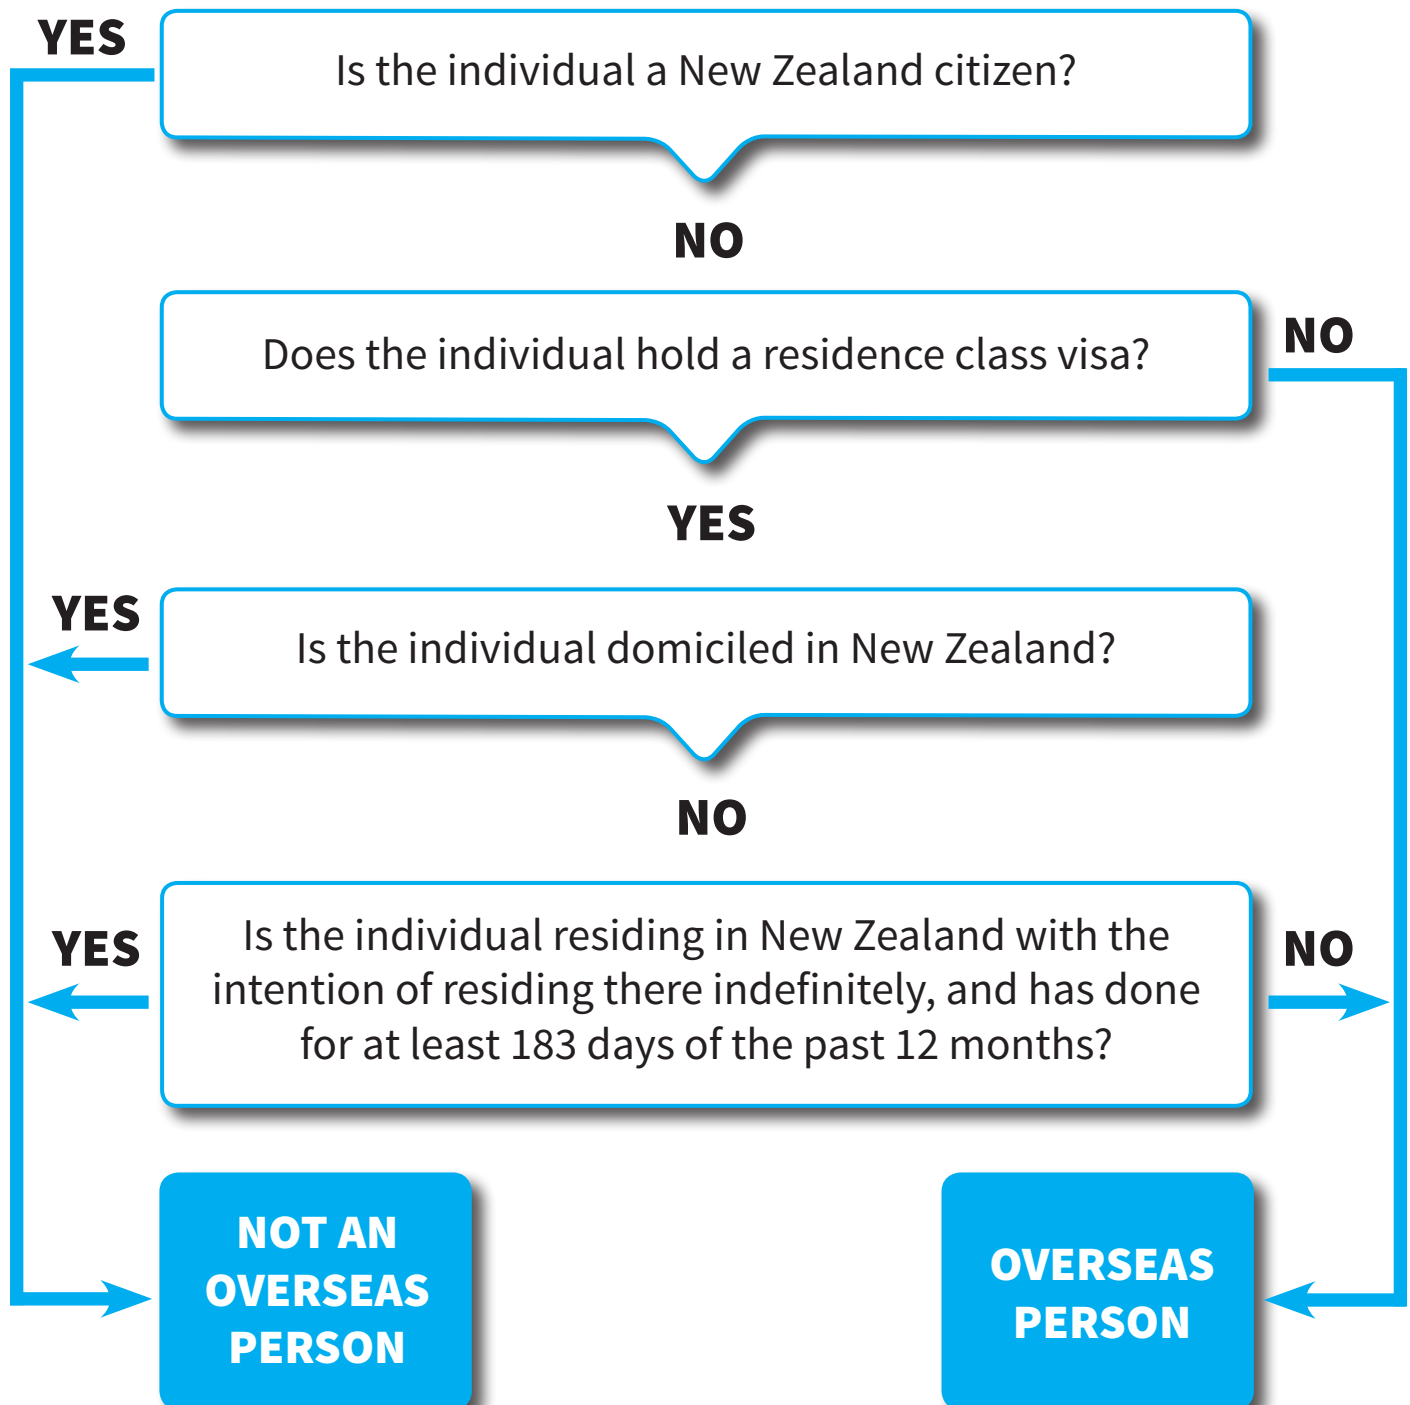 YES
Is the individual a New Zealand citizen?
NO
Does the individual hold a residence class visa?
NO
YES
YES
Is the individual domiciled in New Zealand?
NO
YES
Is the individual residing in New Zealand with the
intention of residing there indefinitely, and has done
for at least 183 days of the past 12 months?
NO
NOT AN
OVERSEAS
PERSON
OVERSEAS
PERSON